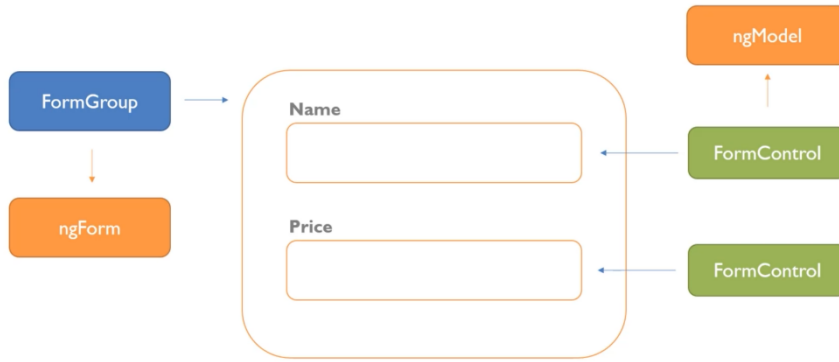 ngModel
FormGroup
Name
FormControl
ngForm
Price
FormControl